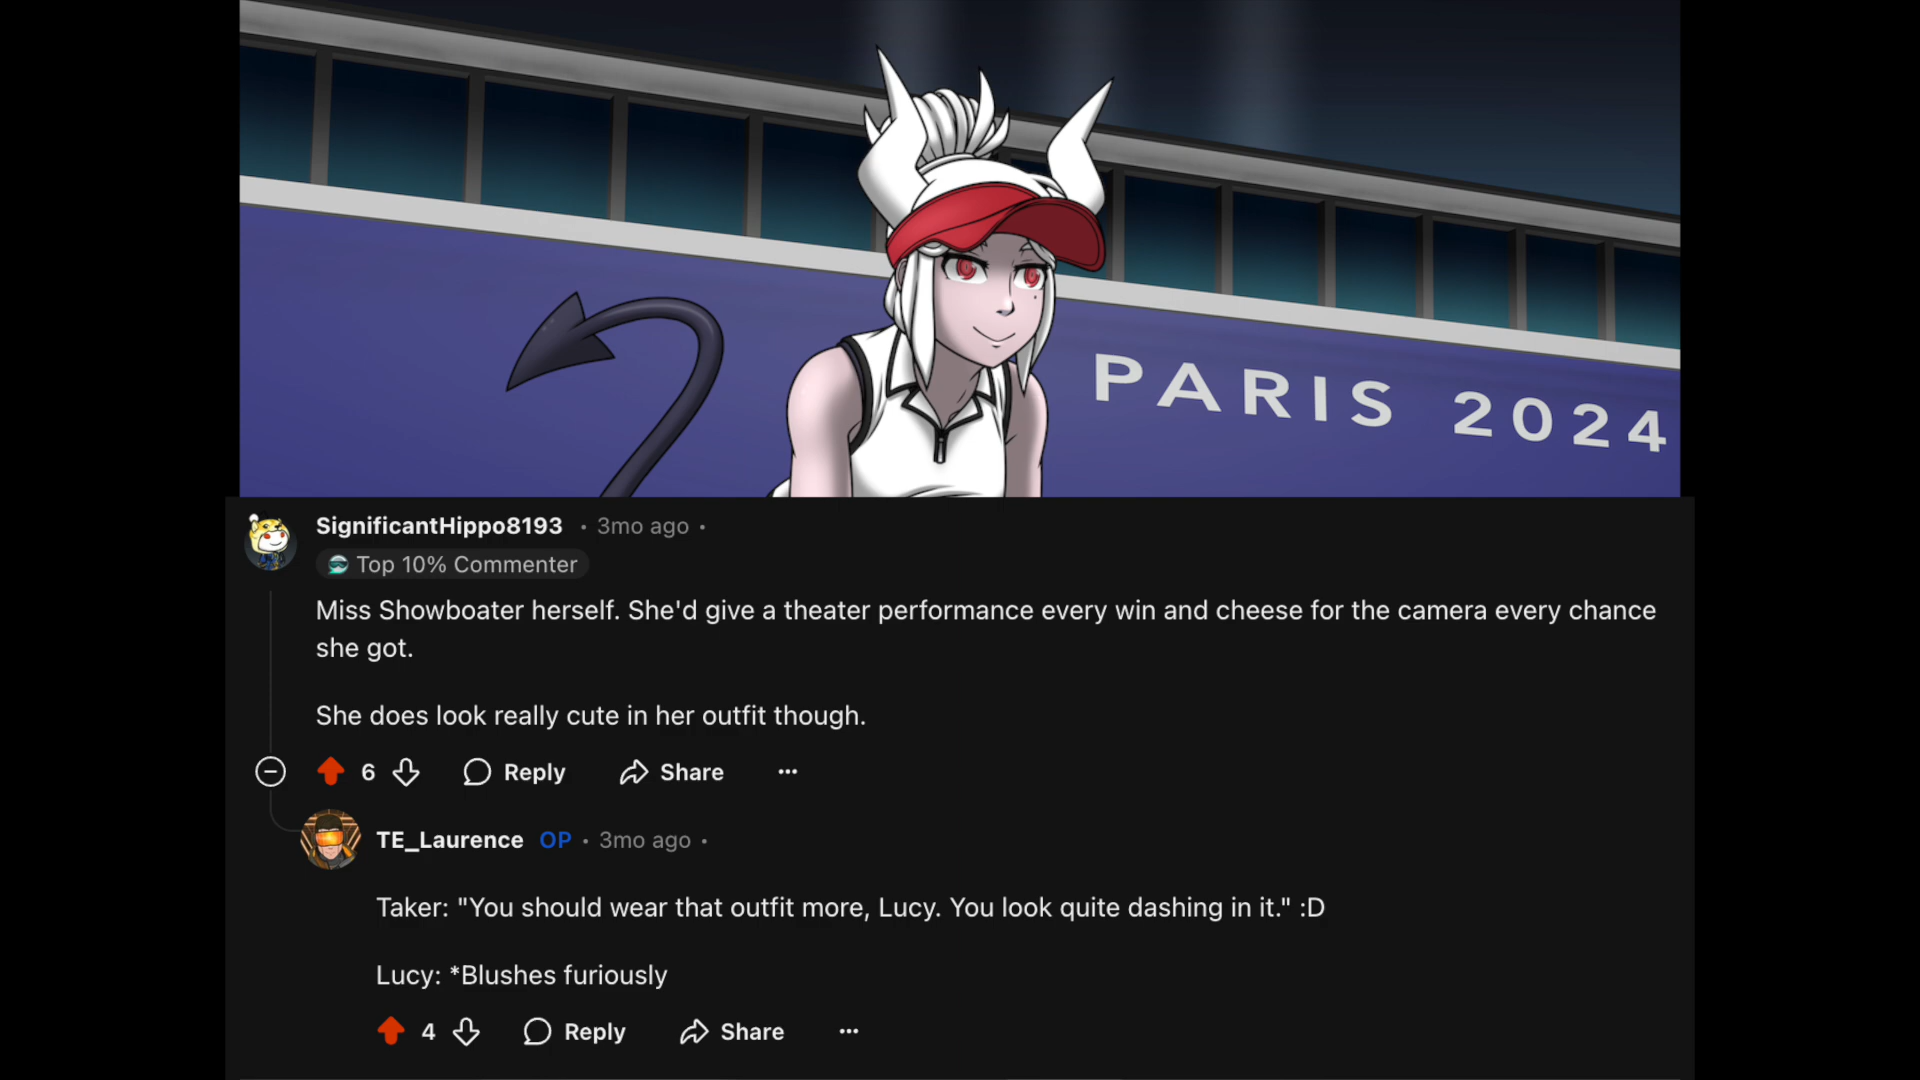 PARIS 2024
SignificantHippo8193 • 3mo ago •
Top 10% Commenter
Miss Showboater herself. She'd give a theater performance every win and cheese for the camera every chance
she got.
She does look really cute in her outfit though.
6 Reply Share ...
TE_Laurence OP • 3mo ago •
Taker: "You should wear that outfit more, Lucy. You look quite dashing in it." :D
Lucy: *Blushes furiously
4 Reply Share ...